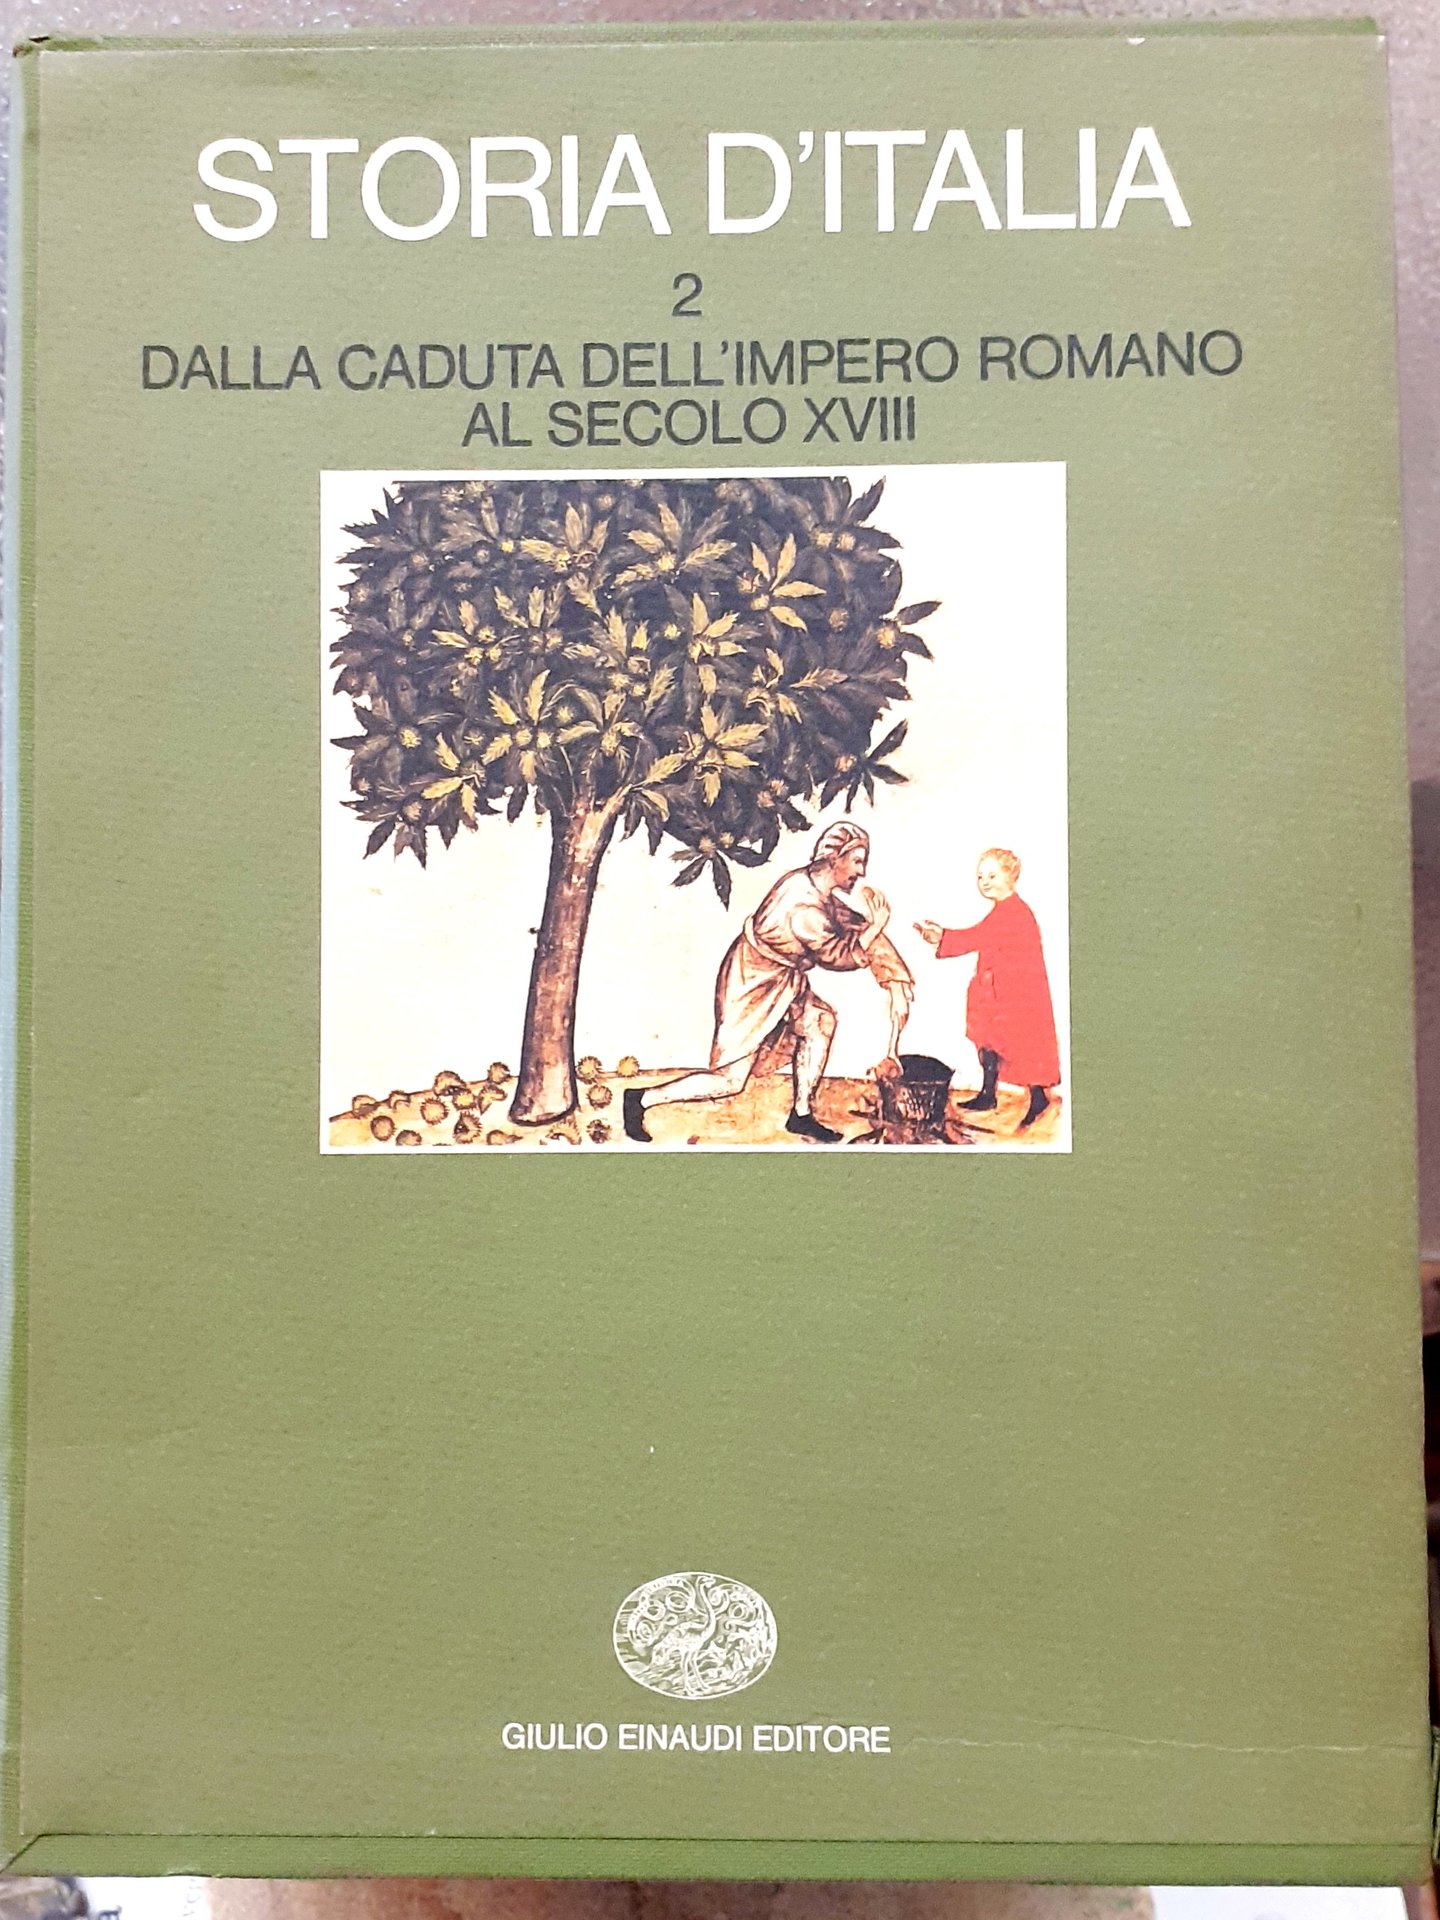 STORIA D'ITALIA
2
DALLA CADUTA DELL'IMPERO ROMANO
AL SECOLO XVIII
GIULIO EINAUDI EDITORE